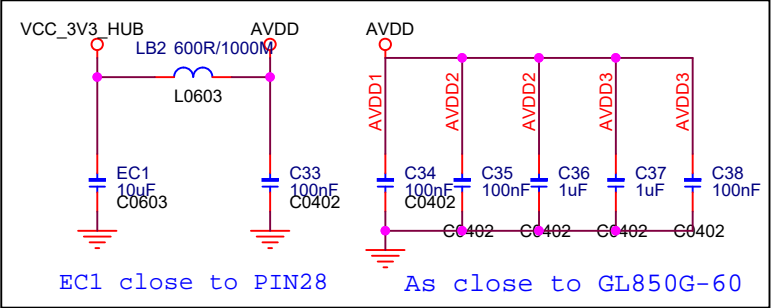 VCC_3V3_HUB
LB2 600R/1000M
AVDD
L0603
EC1
10uF
C0603
C33
100nF
C0402
EC1 close to PIN28
AVDD
AVDD1
AVDD2
AVDD2
AVDD3
AVDD3
C34
100nF
C0402
C35
100nF
C0402
C36
1uF
C0402
C37
1uF
C0402
C38
100nF
C0402
As close to GL850G-60